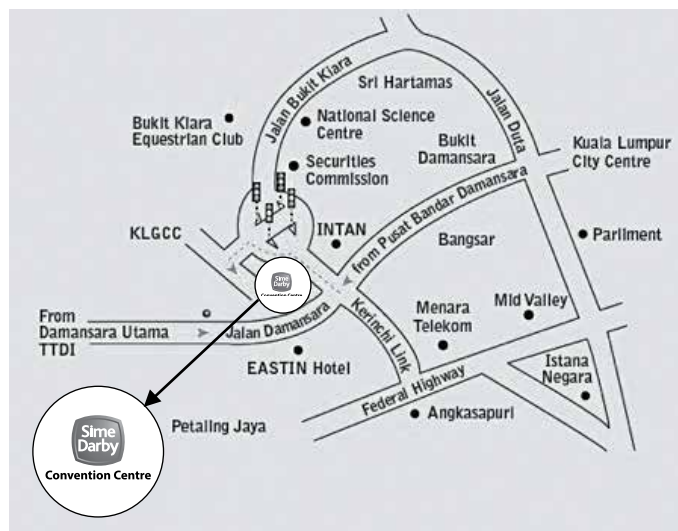 Jalan Bukit Kiara
Sri Hartamas
Jalan Duta
Bukit Kiara
Equestrian Club
National Science
Centre
Securities
Commission
Bukit
Damansara
Kuala Lumpur
City Centre
KLGCC
INTAN
from Pusat Bandar Damansara
Bangsar
Parliment
Sime
Darby
Convention Centre
From
Damansara Utama
TTDI
Jalan Damansara
Kerinchi Link
Menara
Telekom
Mid Valley
EASTIN Hotel
Federal Highway
Istana
Negara
Angkasapuri
Petaling Jaya
Sime
Darby
Convention Centre